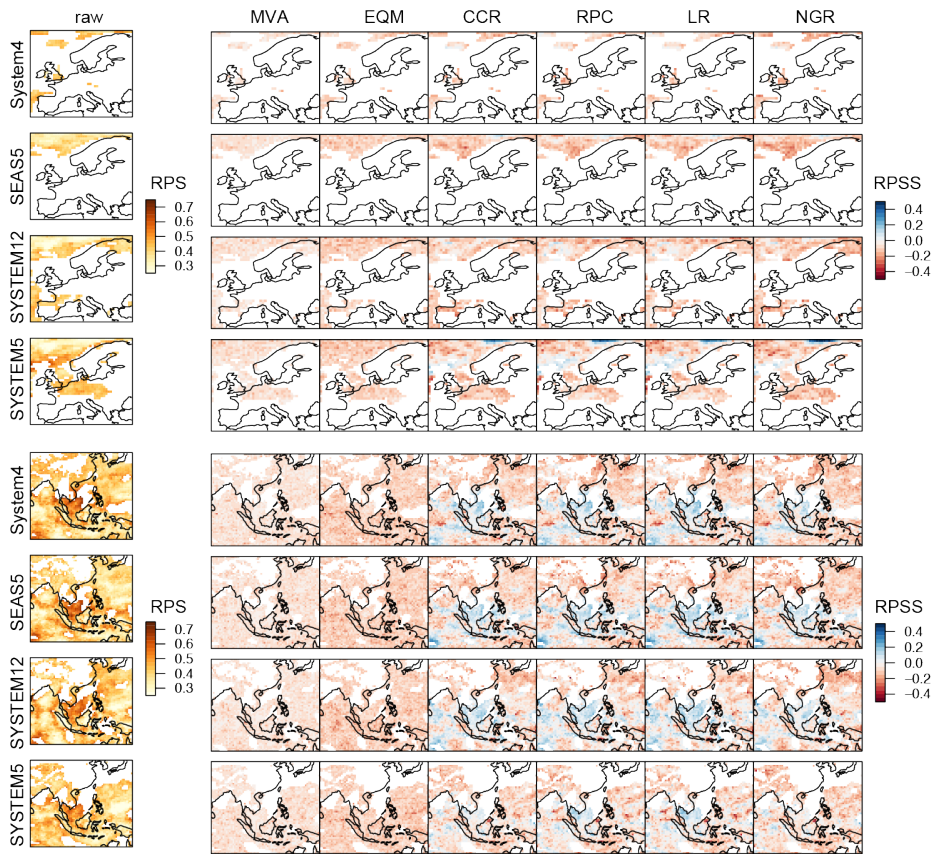 raw MVA EQM CCR RPC LR NGR
System4
SEAS5
RPS RPSS
0.7 0.4
0.6 0.2
0.5 0.0
0.4 −0.2
0.3 −0.4
SYSTEM12
SYSTEM5
System4
SEAS5
RPS RPSS
0.7 0.4
0.6 0.2
0.5 0.0
0.4 −0.2
0.3 −0.4
SYSTEM12
SYSTEM5